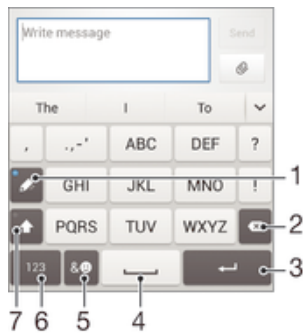 Write message
Send
The I To
, .,-' ABC DEF ?
GHI JKL MNO !
1
PQRS TUV WXYZ
2
123 &
3
7 6 5 4